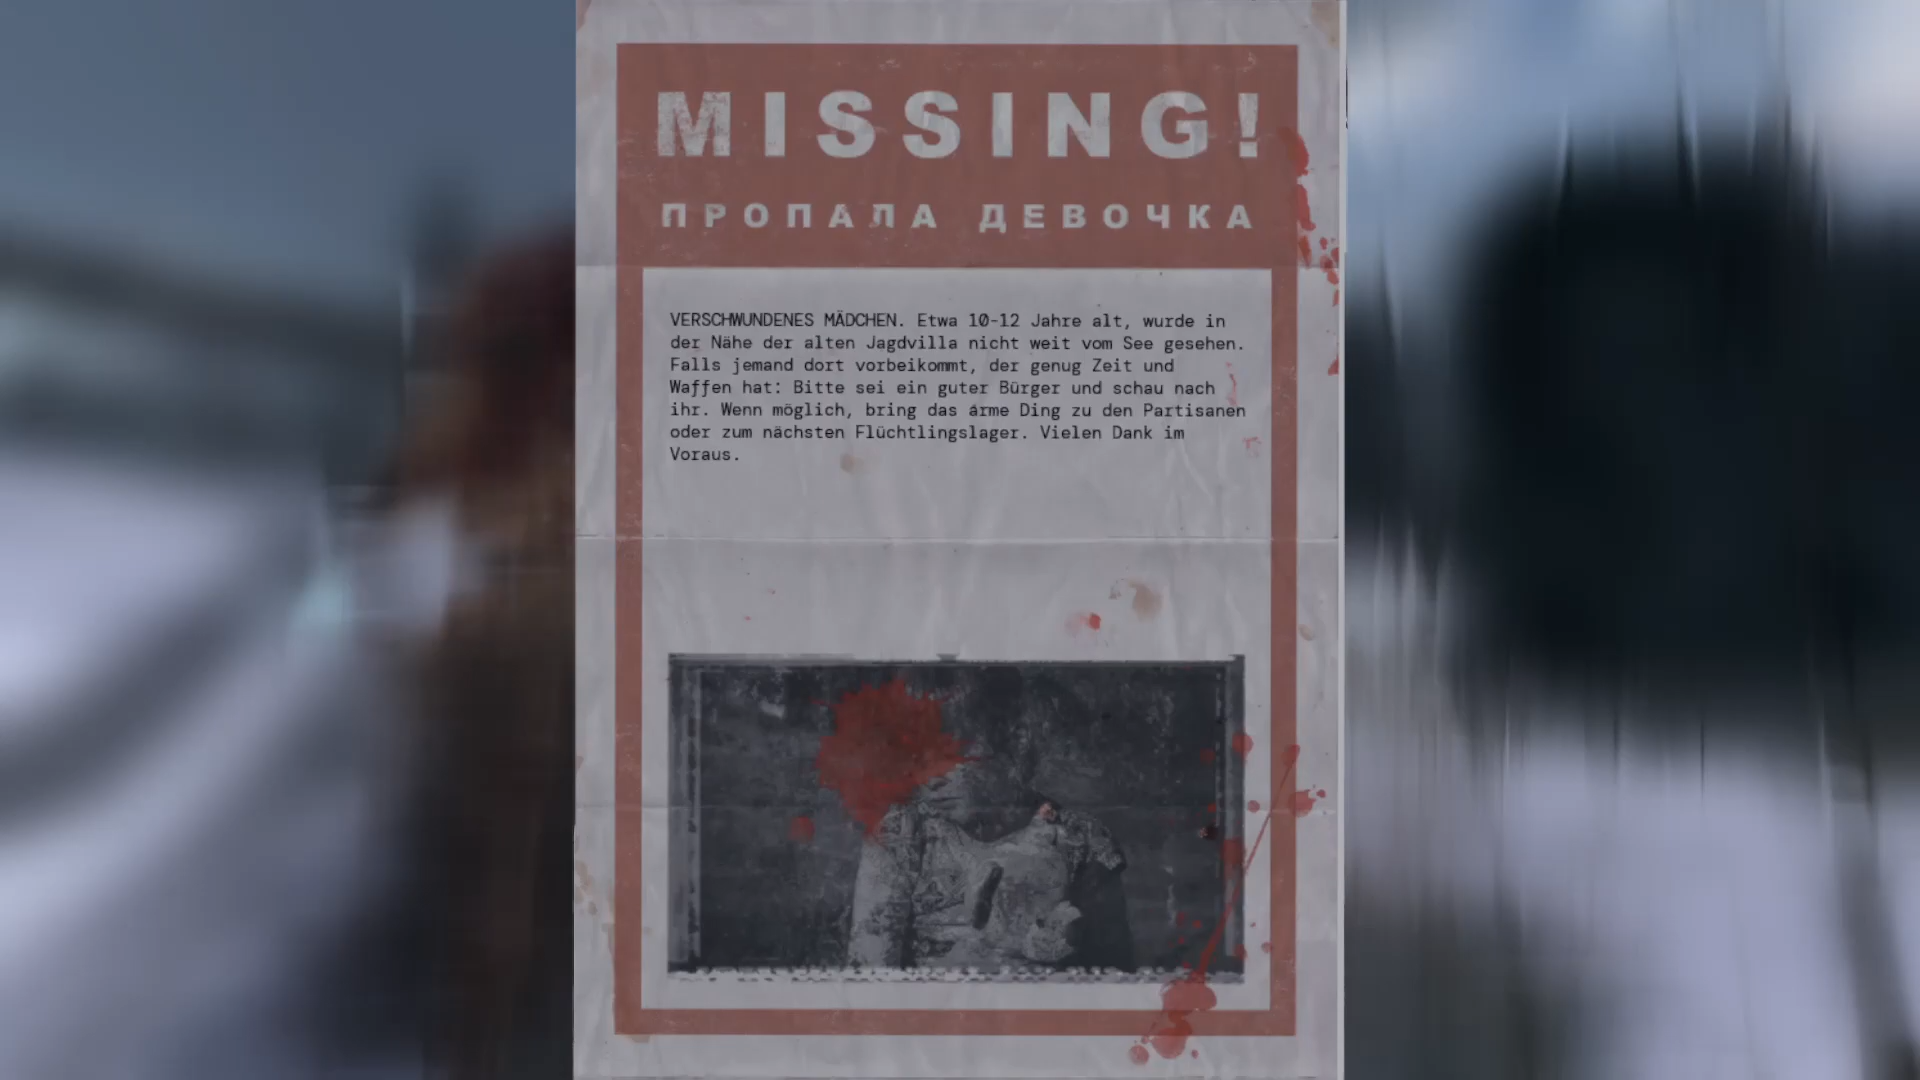 MISSING!
ПРОПАЛА ДЕВОЧКА
VERSCHWUNDENES MÄDCHEN. Etwa 10-12 Jahre alt, wurde in
der Nähe der alten Jagdvilla nicht weit vom See gesehen.
Falls jemand dort vorbeikommt, der genug Zeit und
Waffen hat: Bitte sei ein guter Bürger und schau nach
ihr. Wenn möglich, bring das arme Ding zu den Partisanen
oder zum nächsten Flüchtlingslager. Vielen Dank im
Voraus.